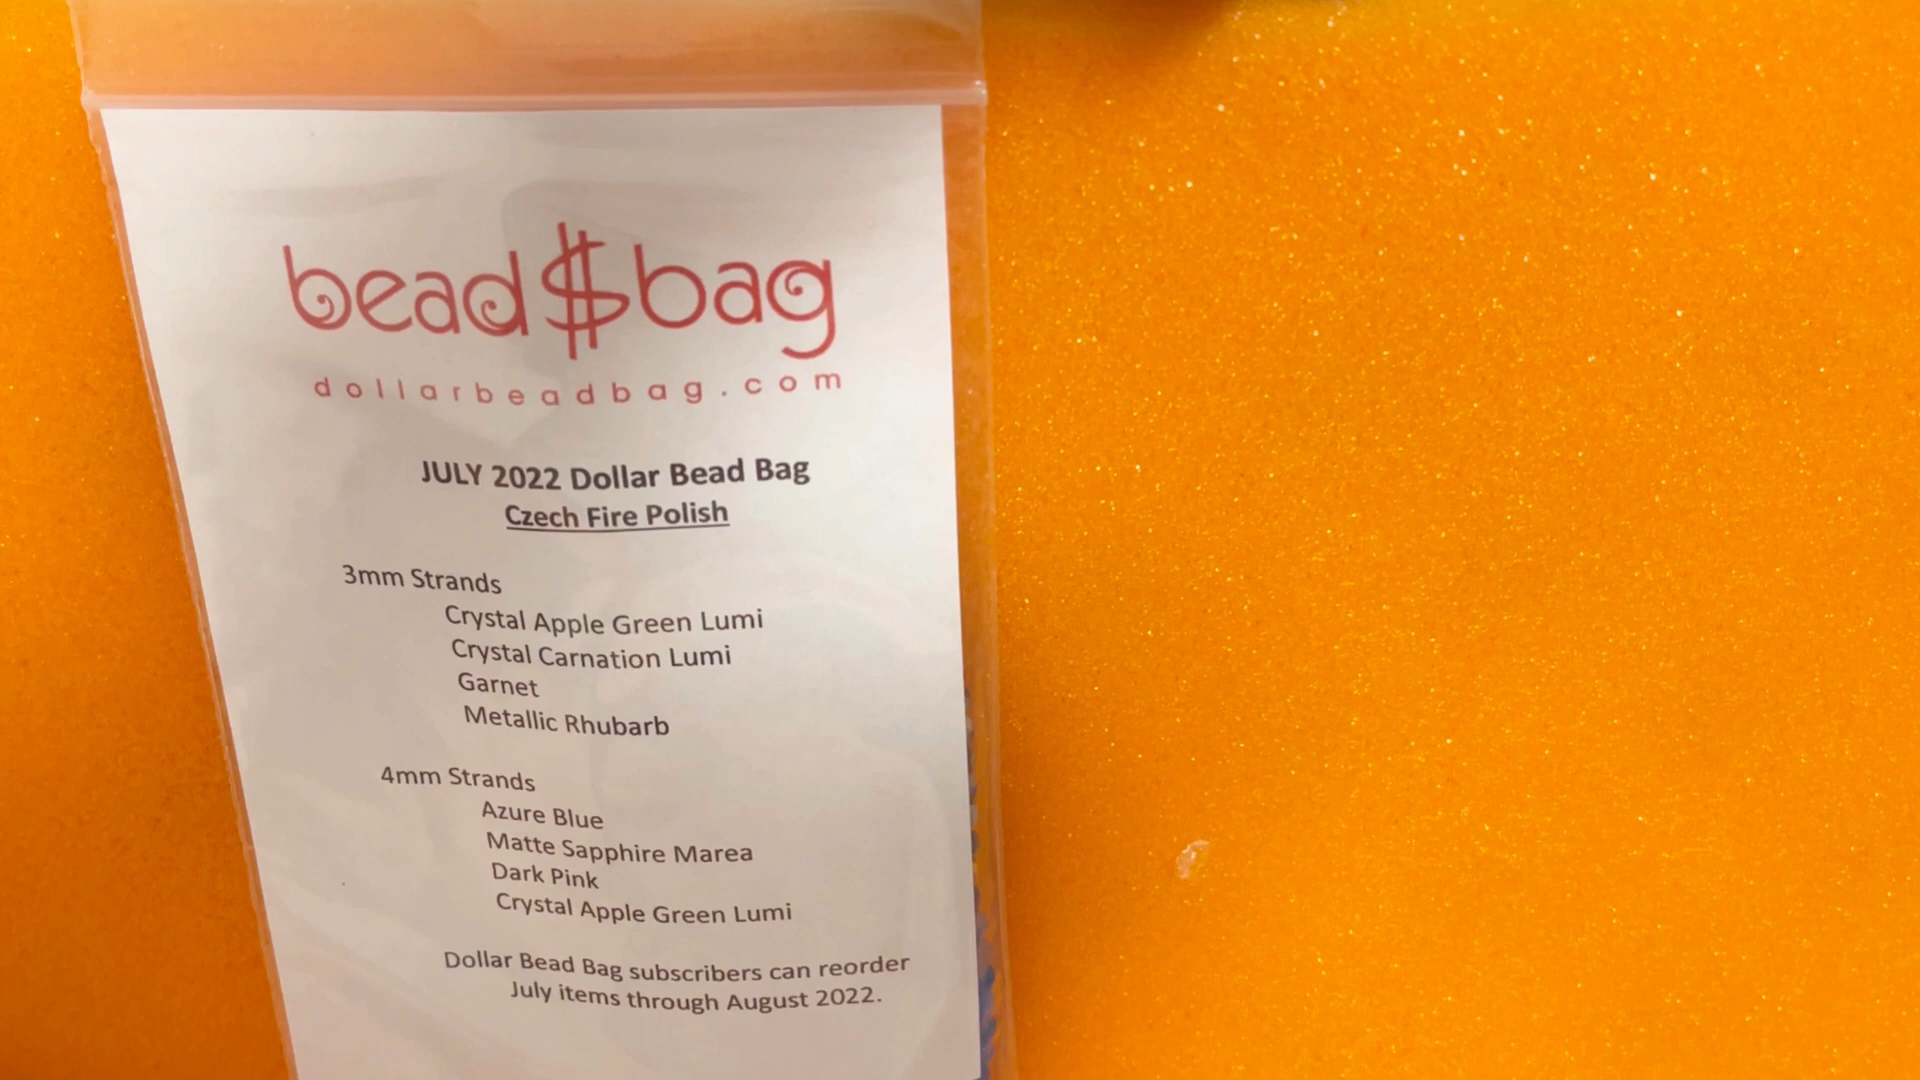 bead$bag
dollarbeadbag.com
JULY 2022 Dollar Bead Bag
Czech Fire Polish
3mm Strands
Crystal Apple Green Lumi
Crystal Carnation Lumi
Garnet
Metallic Rhubarb
4mm Strands
Azure Blue
Matte Sapphire Marea
Dark Pink
Crystal Apple Green Lumi
Dollar Bead Bag subscribers can reorder
July items through August 2022.